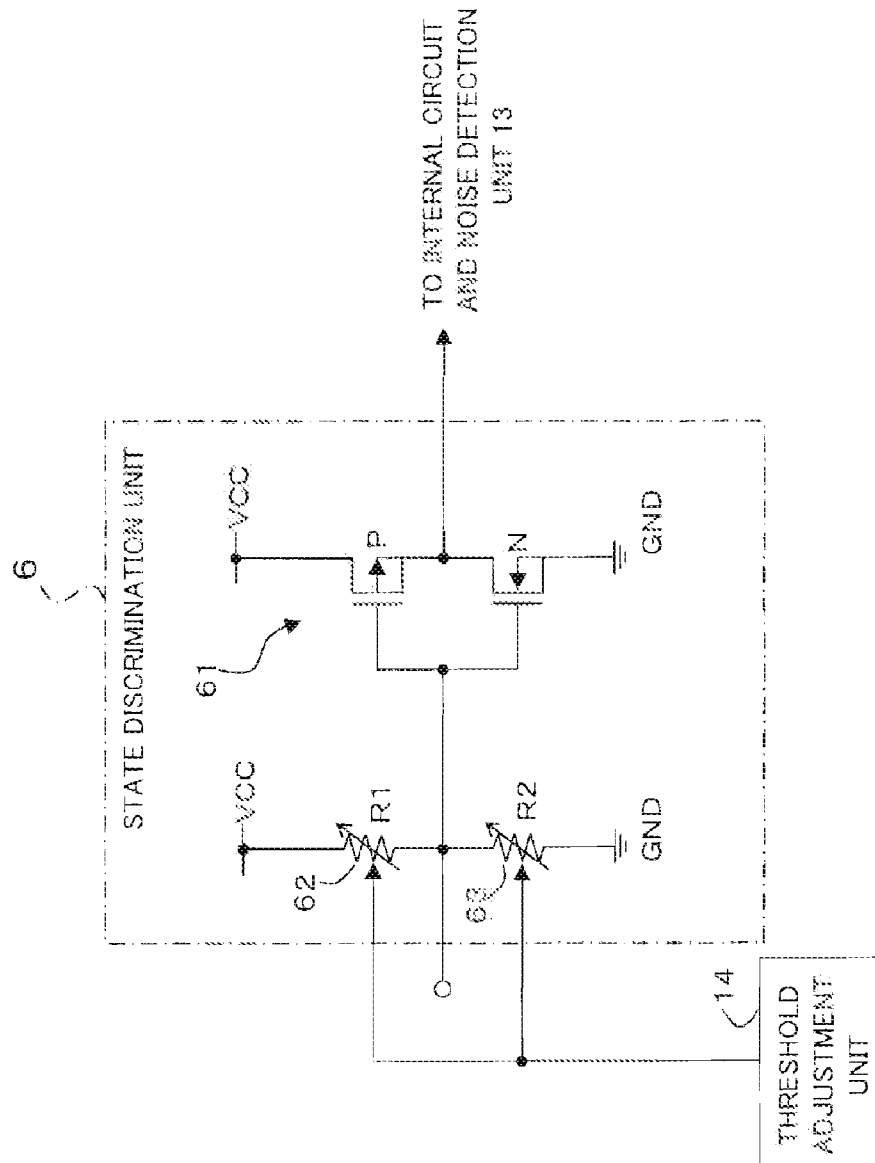 6
STATE DISCRIMINATION UNIT
VCC
VCC
61
62
R1
P
63
R2
N
GND
GND
TO INTERNAL CIRCUIT
AND NOISE DETECTION
UNIT 13
14
THRESHOLD
ADJUSTMENT
UNIT